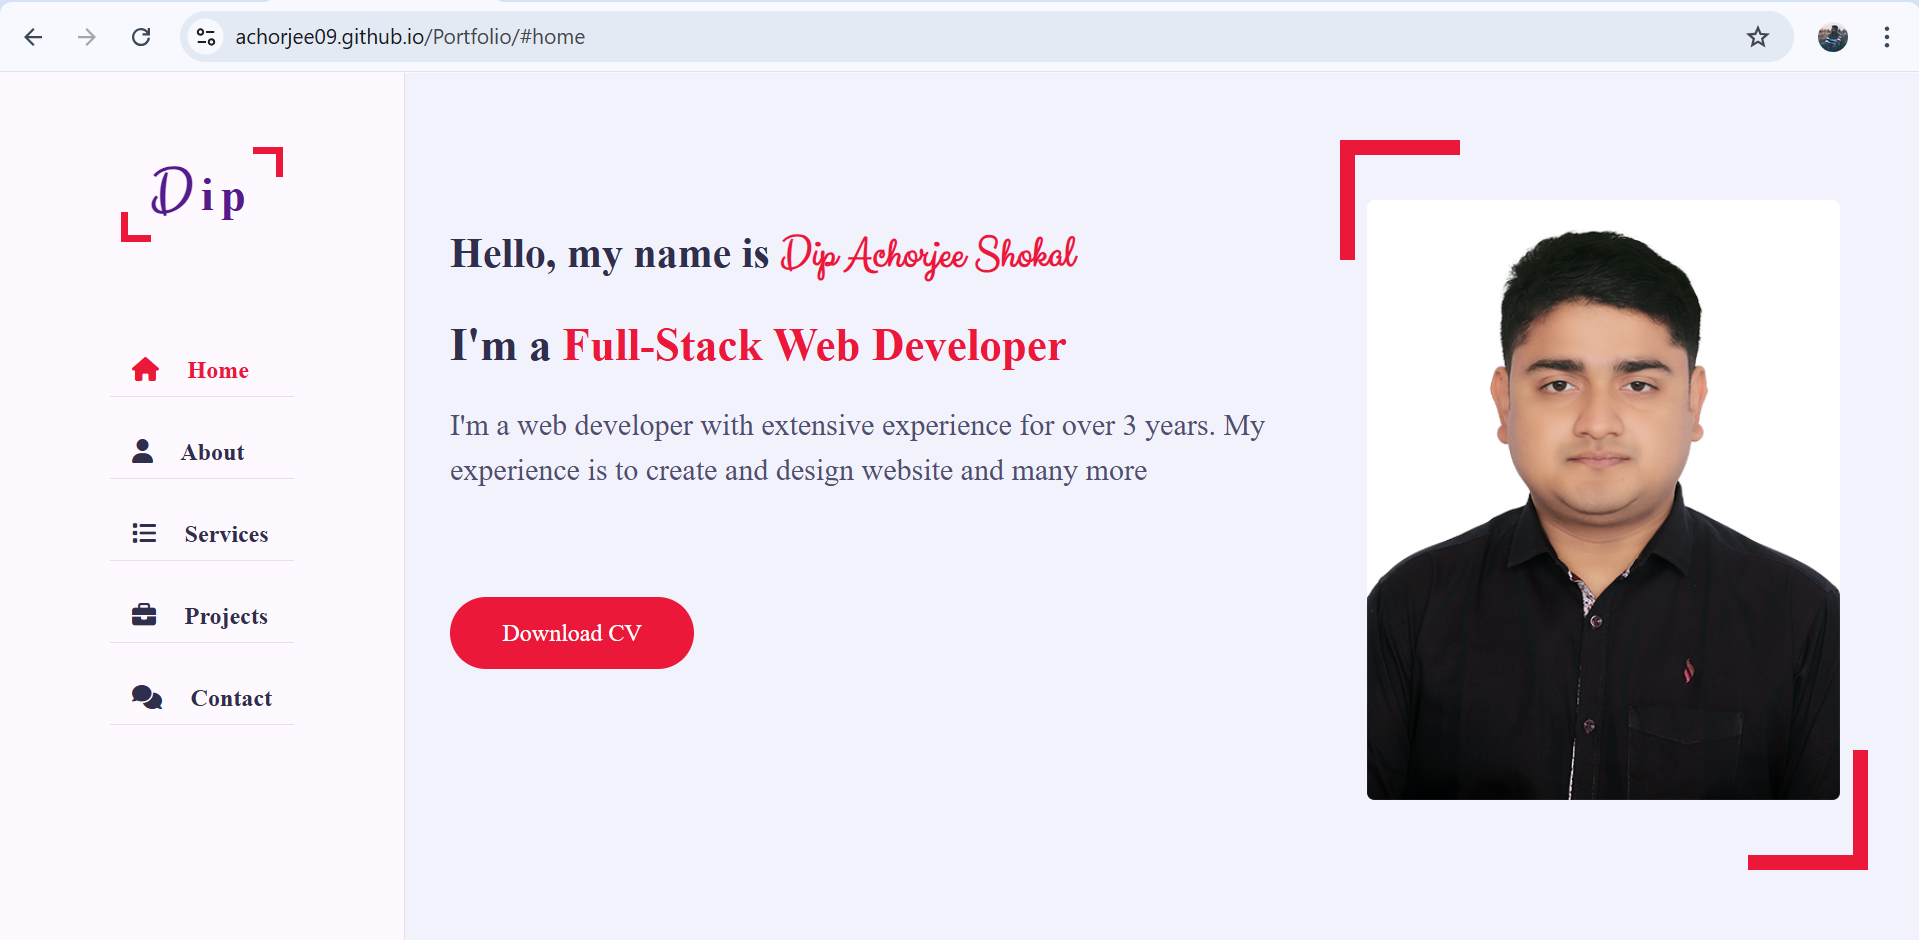 achorjee09.github.io/Portfolio/#home
Dip
Home
About
Services
Projects
Contact
Hello, my name is Dip Achorjee Shokal
I'm a Full-Stack Web Developer
I'm a web developer with extensive experience for over 3 years. My
experience is to create and design website and many more
Download CV